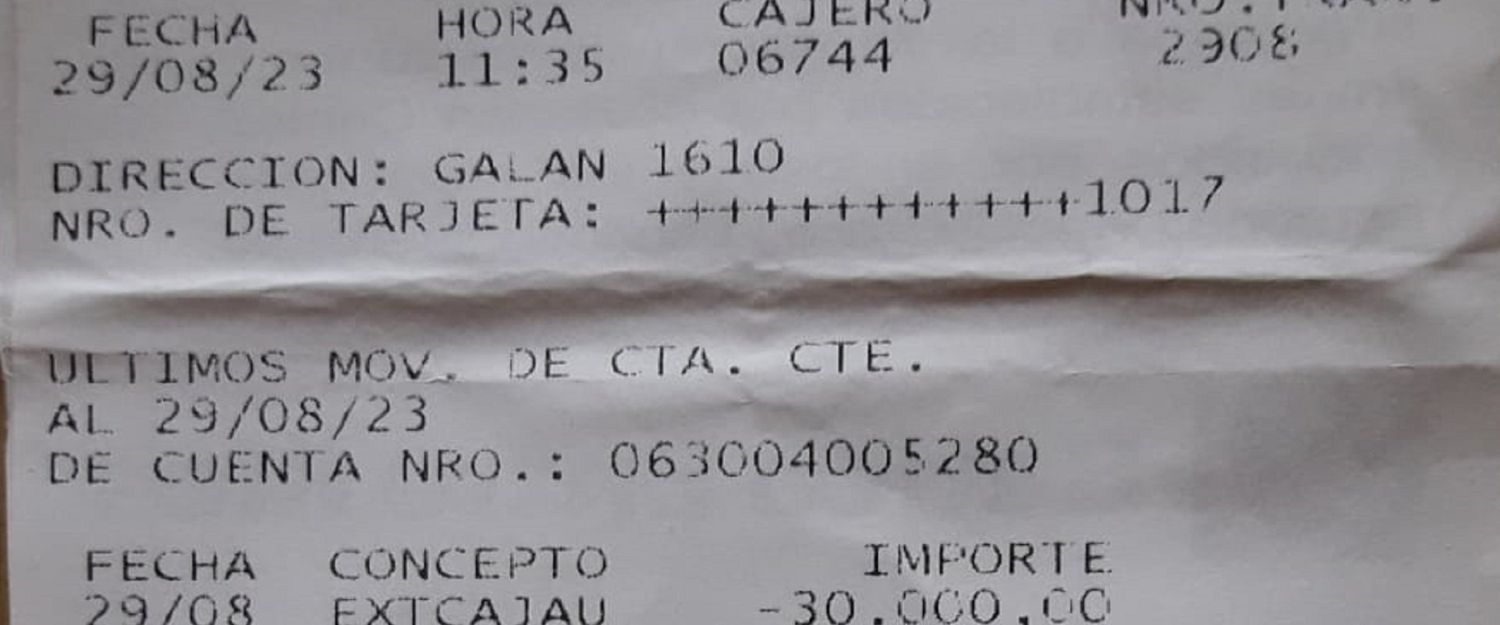 FECHA HORA CAJERO
29/08/23 11:35 06744 2908
DIRECCION: GALAN 1610
NRO. DE TARJETA: ++++++++++++1017
ULTIMOS MOV. DE CTA. CTE.
AL 29/08/23
DE CUENTA NRO.: 063004005280
FECHA CONCEPTO IMPORTE
29/08 EXTCAJAU -30.000,00